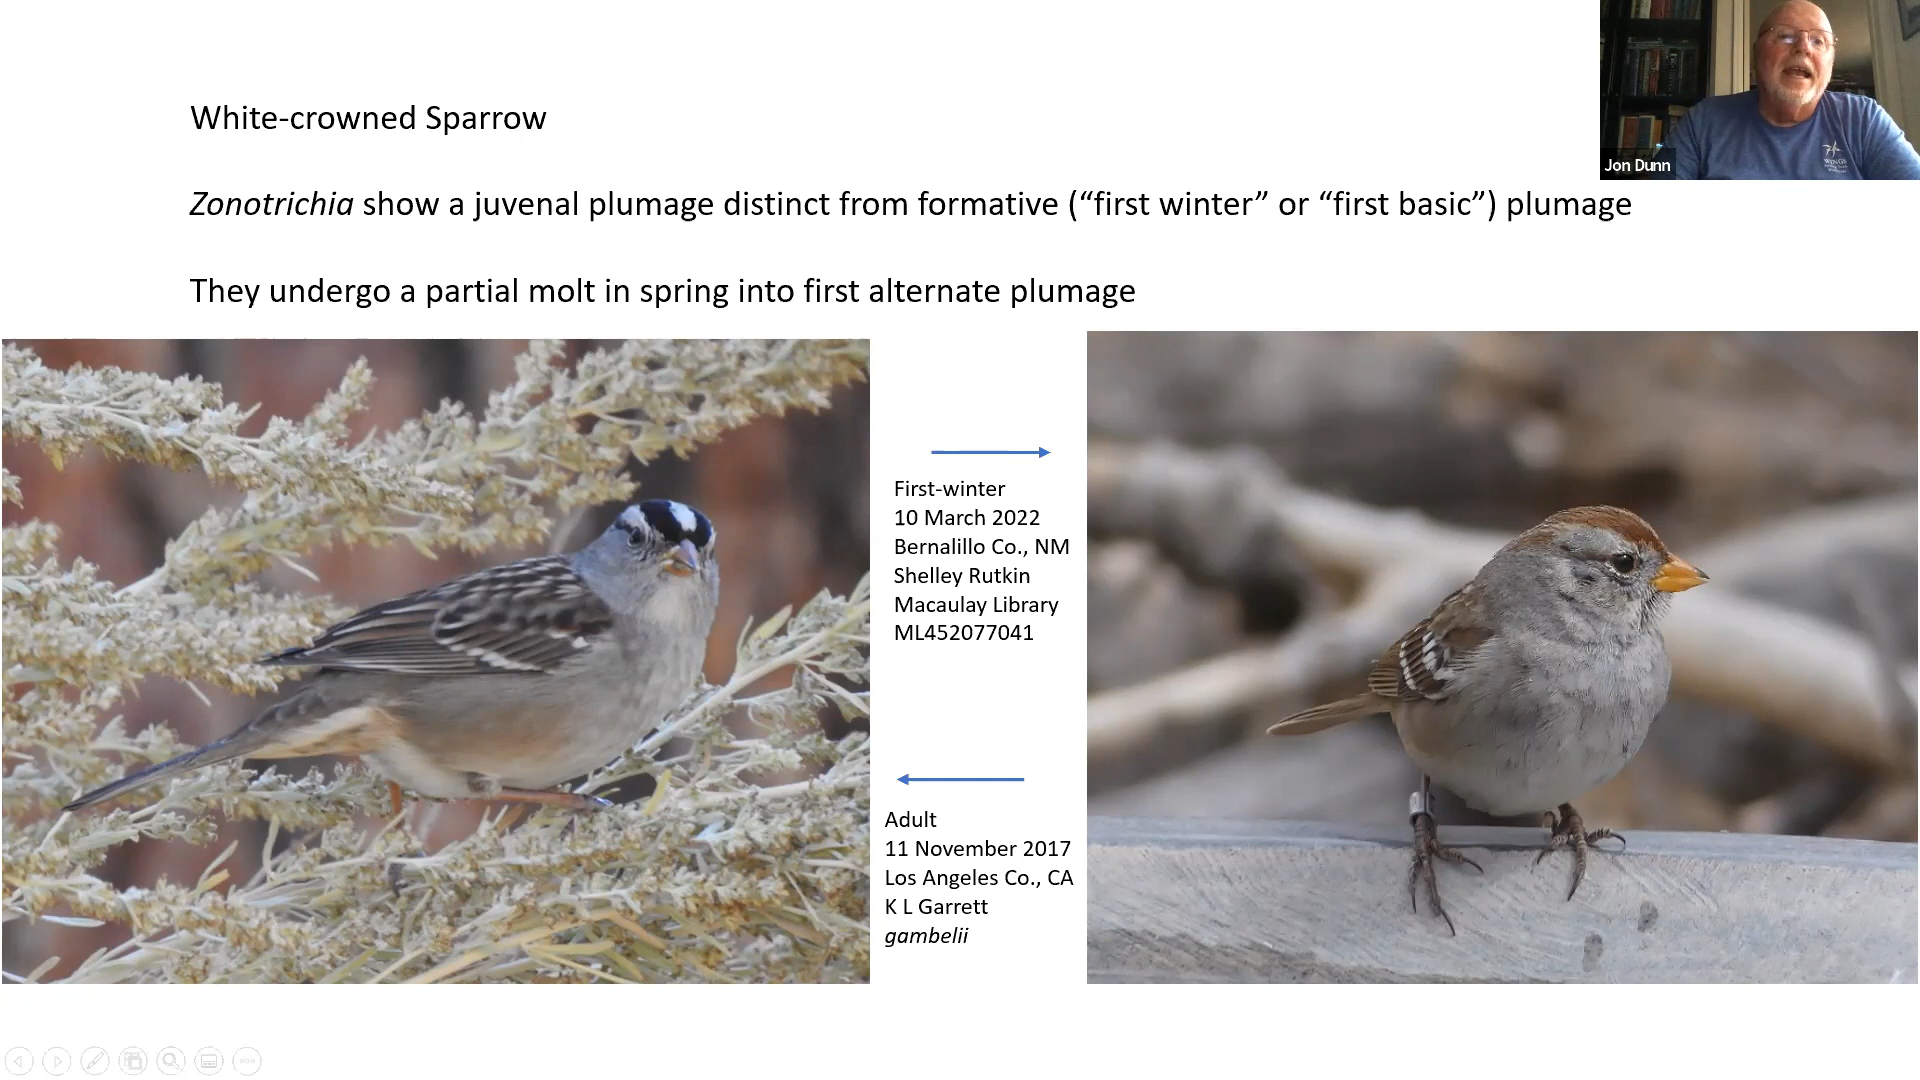 White-crowned Sparrow
Zonotrichia show a juvenal plumage distinct from formative (“first winter” or “first basic”) plumage
They undergo a partial molt in spring into first alternate plumage
Jon Dunn
WINGS
First-winter
10 March 2022
Bernalillo Co., NM
Shelley Rutkin
Macaulay Library
ML452077041
Adult
11 November 2017
Los Angeles Co., CA
K L Garrett
gambelii